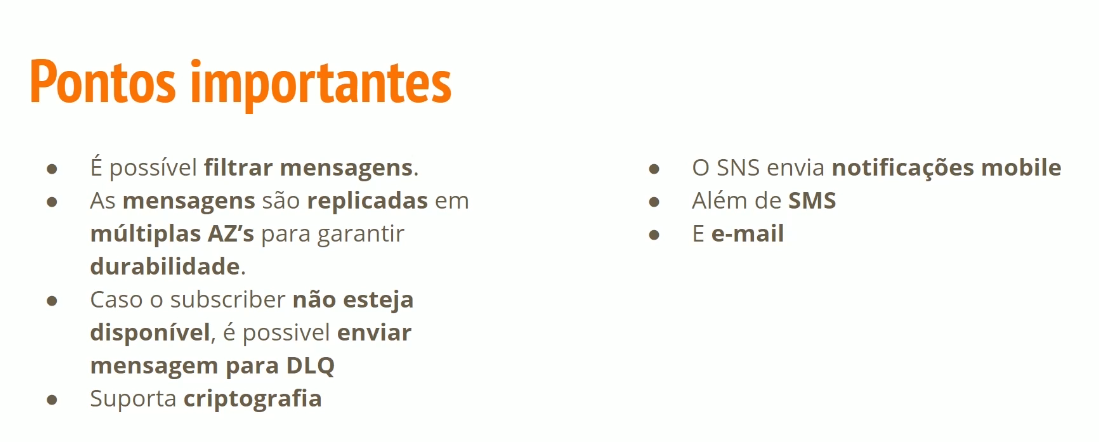 Pontos importantes
● É possível filtrar mensagens.
● As mensagens são replicadas em
múltiplas AZ’s para garantir
durabilidade.
● Caso o subscriber não esteja
disponível, é possivel enviar
mensagem para DLQ
● Suporta criptografia
● O SNS envia notificações mobile
● Além de SMS
● E e-mail